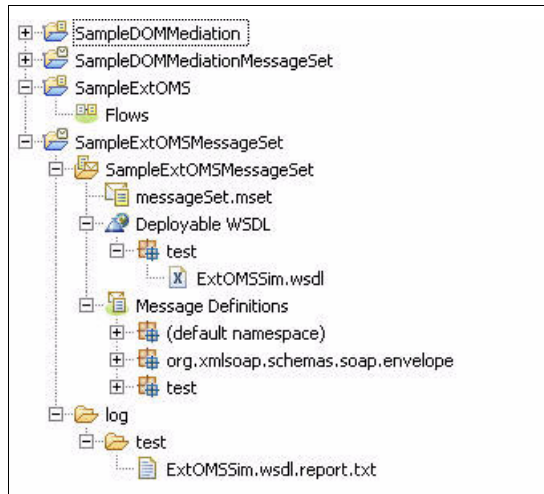 SampleDOMMediation
SampleDOMMediationMessageSet
SampleExtOMS
Flows
SampleExtOMSMessageSet
SampleExtOMSMessageSet
messageSet.mset
Deployable WSDL
test
ExtOMSSim.wsdl
Message Definitions
(default namespace)
org.xmlsoap.schemas.soap.envelope
test
log
test
ExtOMSSim.wsdl.report.txt